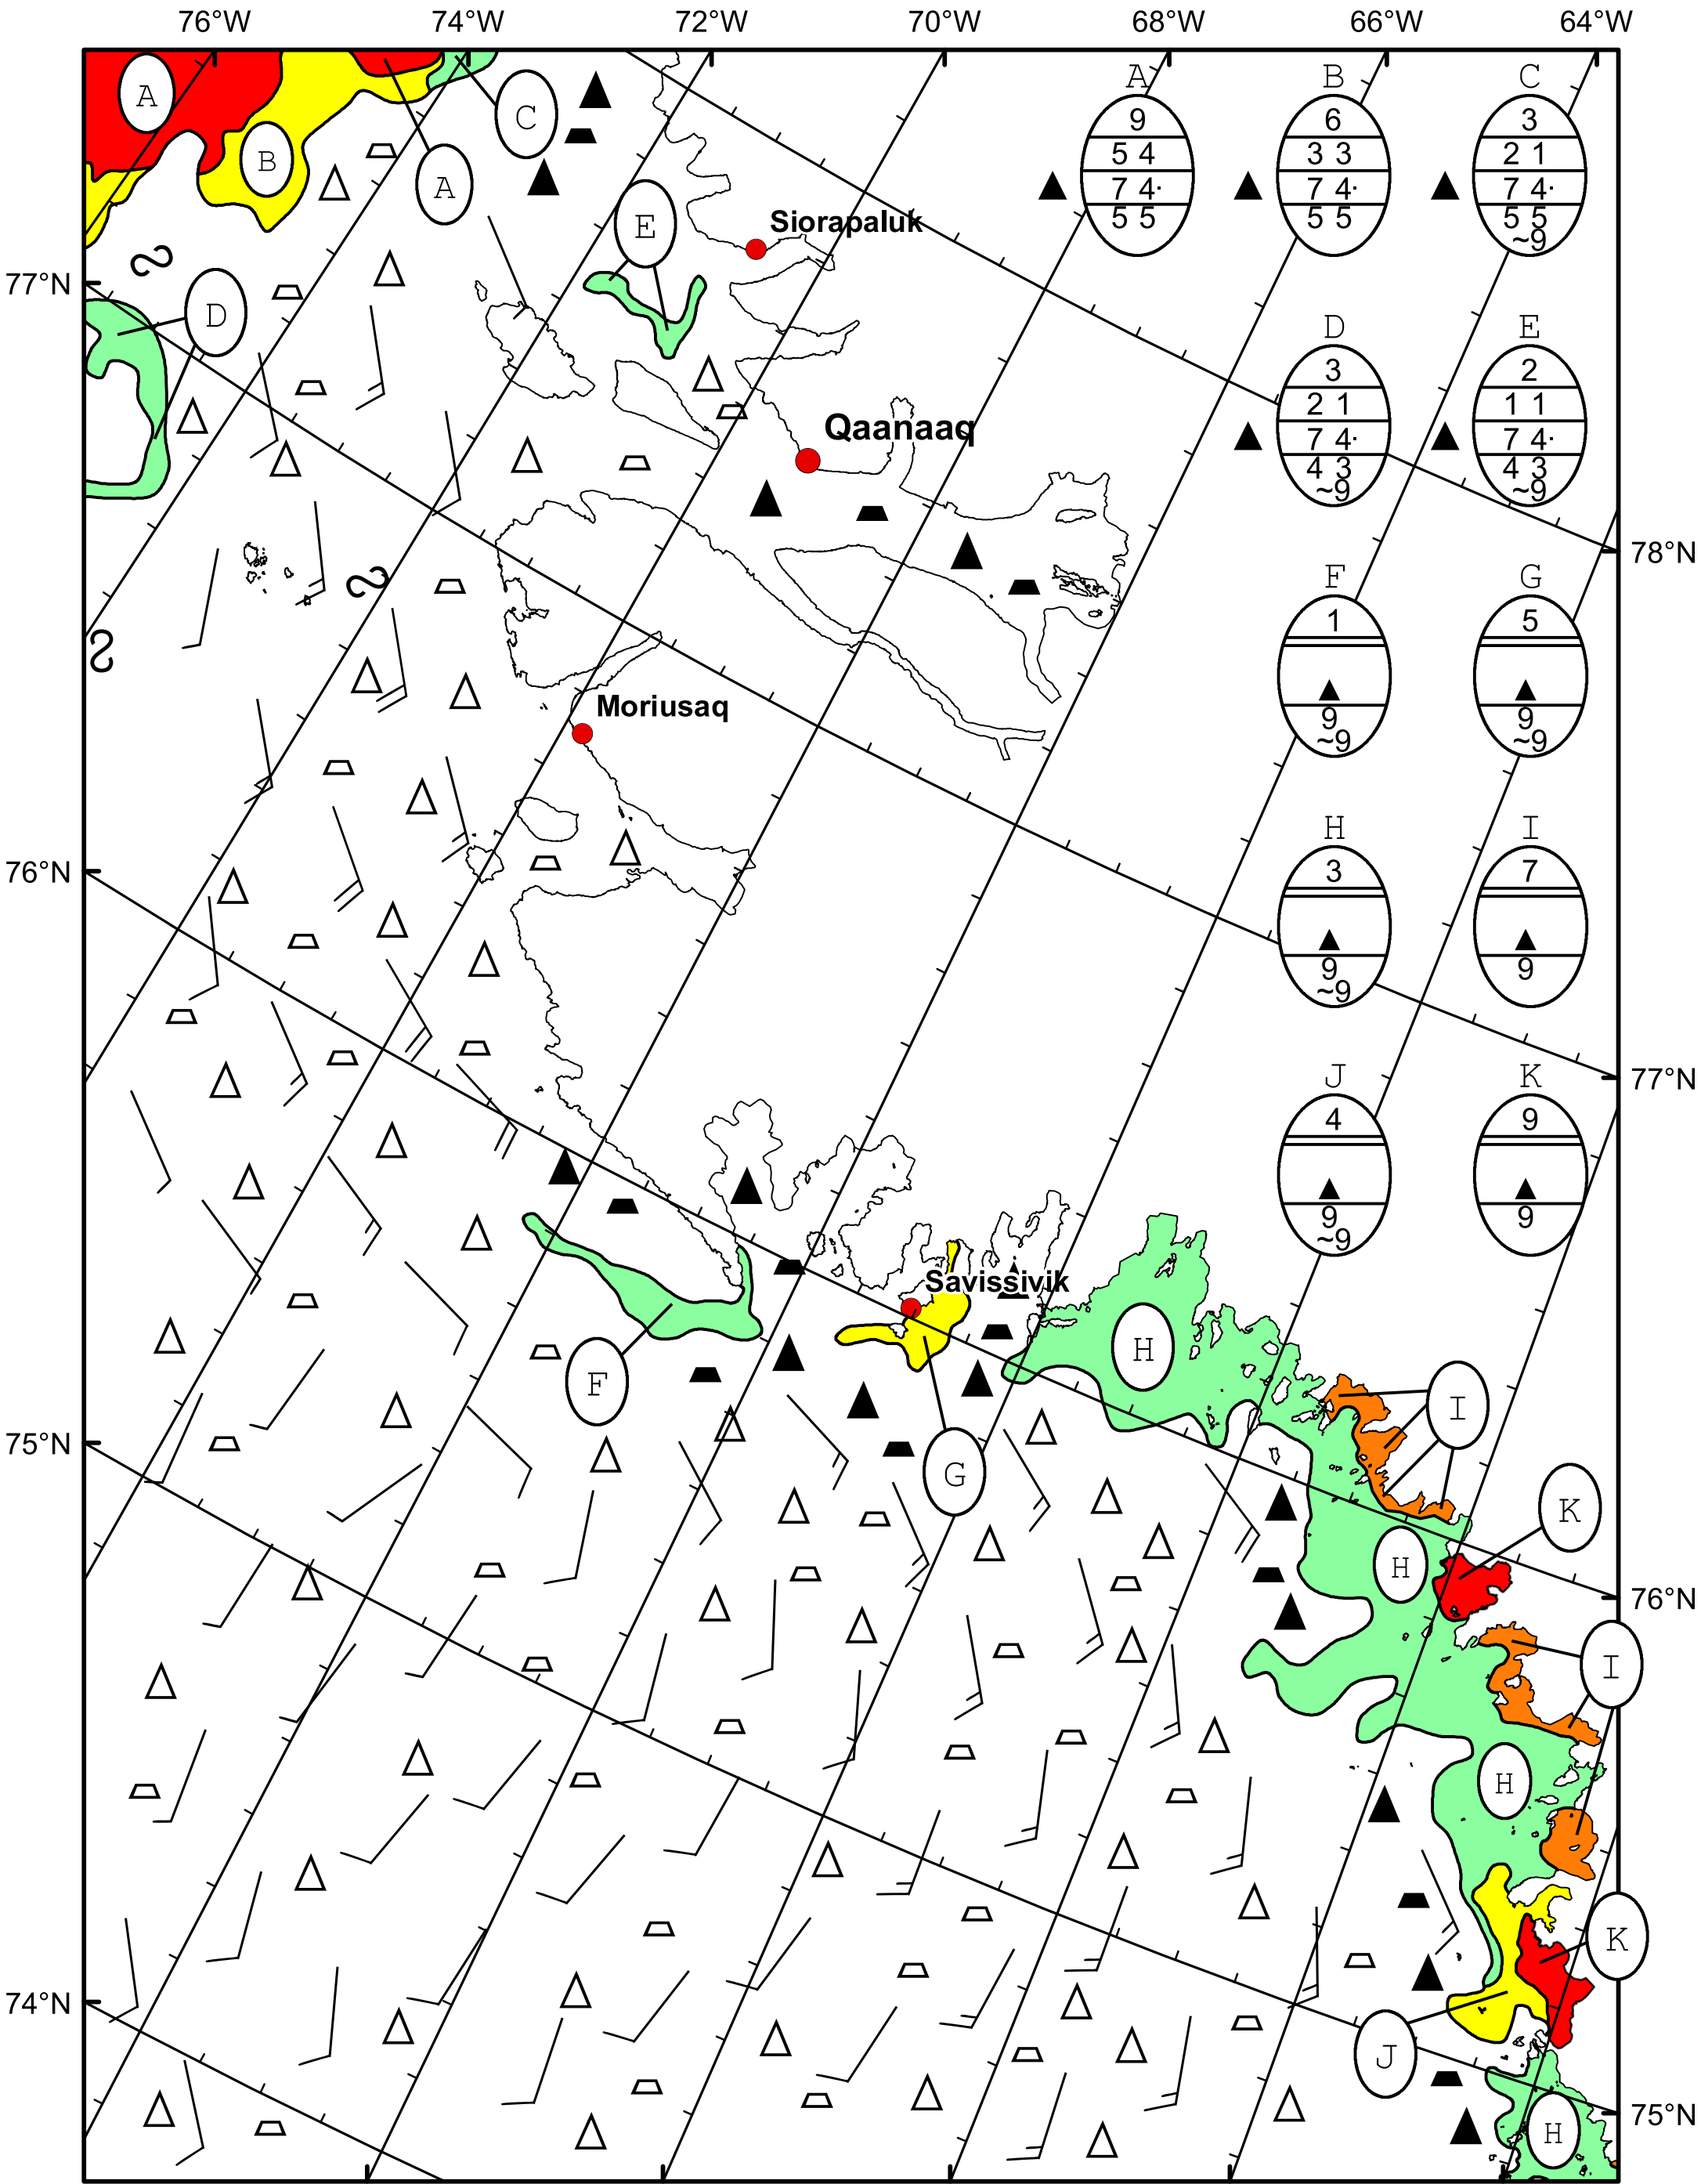 76°W 74°W 72°W 70°W 68°W 66°W 64°W
A B C
A
9 6 3
C
5 4 3 3 2 1
B
7 4· 7 4· 7 4·
A
5 5 5 5 5 5
E
Siorapaluk
~9
77°N
D
D E
3 2
2 1 1 1
Qaanaaq
7 4· 7 4·
4 3 4 3
~9 ~9
78°N
F G
1 5
Moriusaq
9 9
~9 ~9
H I
76°N
3 7
9 9
~9
J K
77°N
4 9
9 9
~9
Savissivik
H
F
I
75°N
G
K
H
76°N
I
H
K
74°N
J
75°N
H